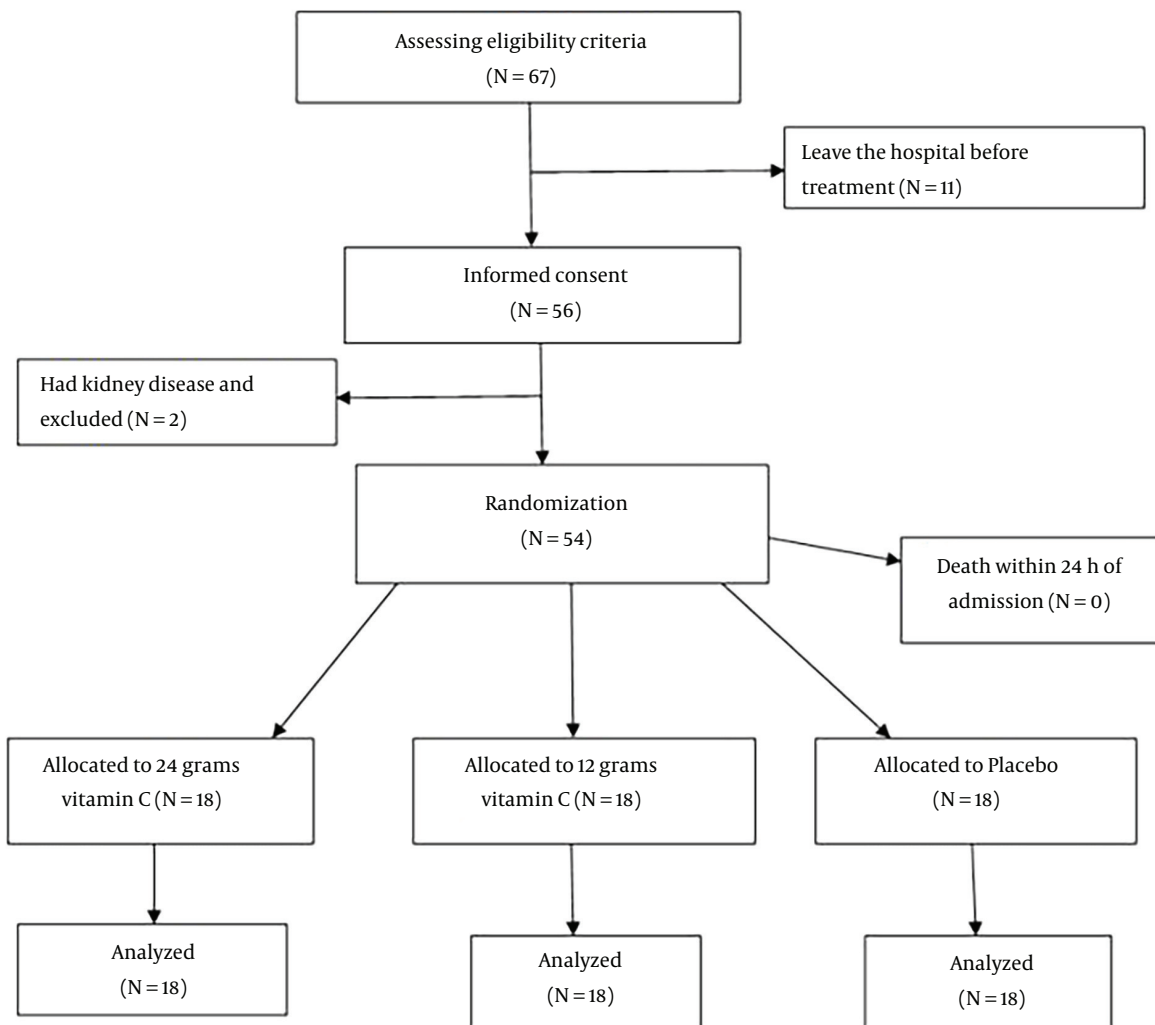 Assessing eligibility criteria
(N = 67)
Leave the hospital before
treatment (N = 11)
Informed consent
(N = 56)
Had kidney disease and
excluded (N = 2)
Randomization
(N = 54)
Death within 24 h of
admission (N = 0)
Allocated to 24 grams
vitamin C (N = 18)
Allocated to 12 grams
vitamin C (N = 18)
Allocated to Placebo
(N = 18)
Analyzed
(N = 18)
Analyzed
(N = 18)
Analyzed
(N = 18)